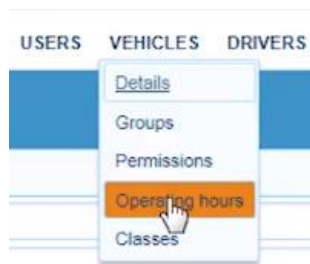 USERS VEHICLES DRIVERS
Details
Groups
Permissions
Operating hours
Classes